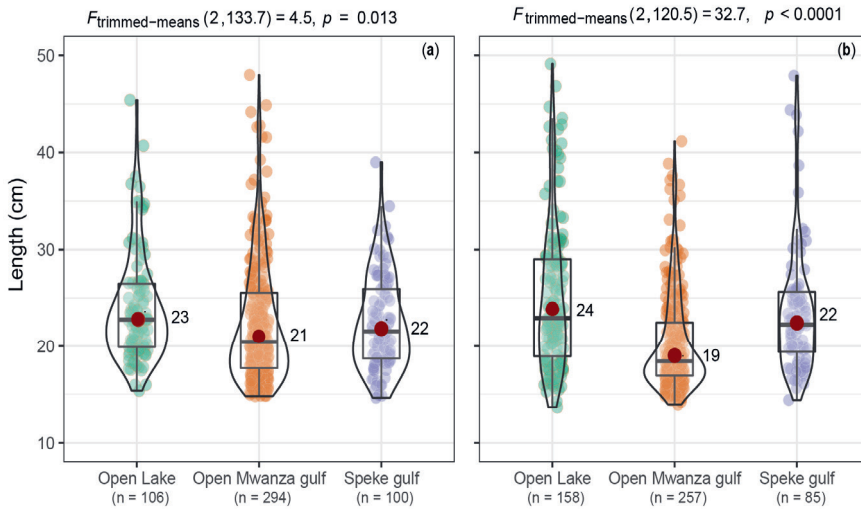 F trimmed-means (2,133.7) = 4.5, p = 0.013
F trimmed-means (2,120.5) = 32.7, p < 0.0001
(a)
(b)
Length (cm)
50
40
30
20
10
23
21
22
24
19
22
Open Lake Open Mwanza gulf Speke gulf
(n = 106) (n = 294) (n = 100)
Open Lake Open Mwanza gulf Speke gulf
(n = 158) (n = 257) (n = 85)